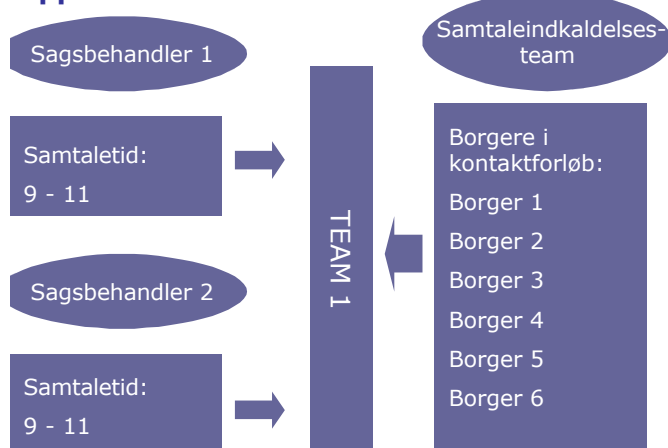 Sagsbehandler 1
Samtaletid:
9 - 11
Sagsbehandler 2
Samtaletid:
9 - 11
TEAM 1
Samtaleindkaldelses-
team
Borgere i
kontaktforløb:
Borger 1
Borger 2
Borger 3
Borger 4
Borger 5
Borger 6